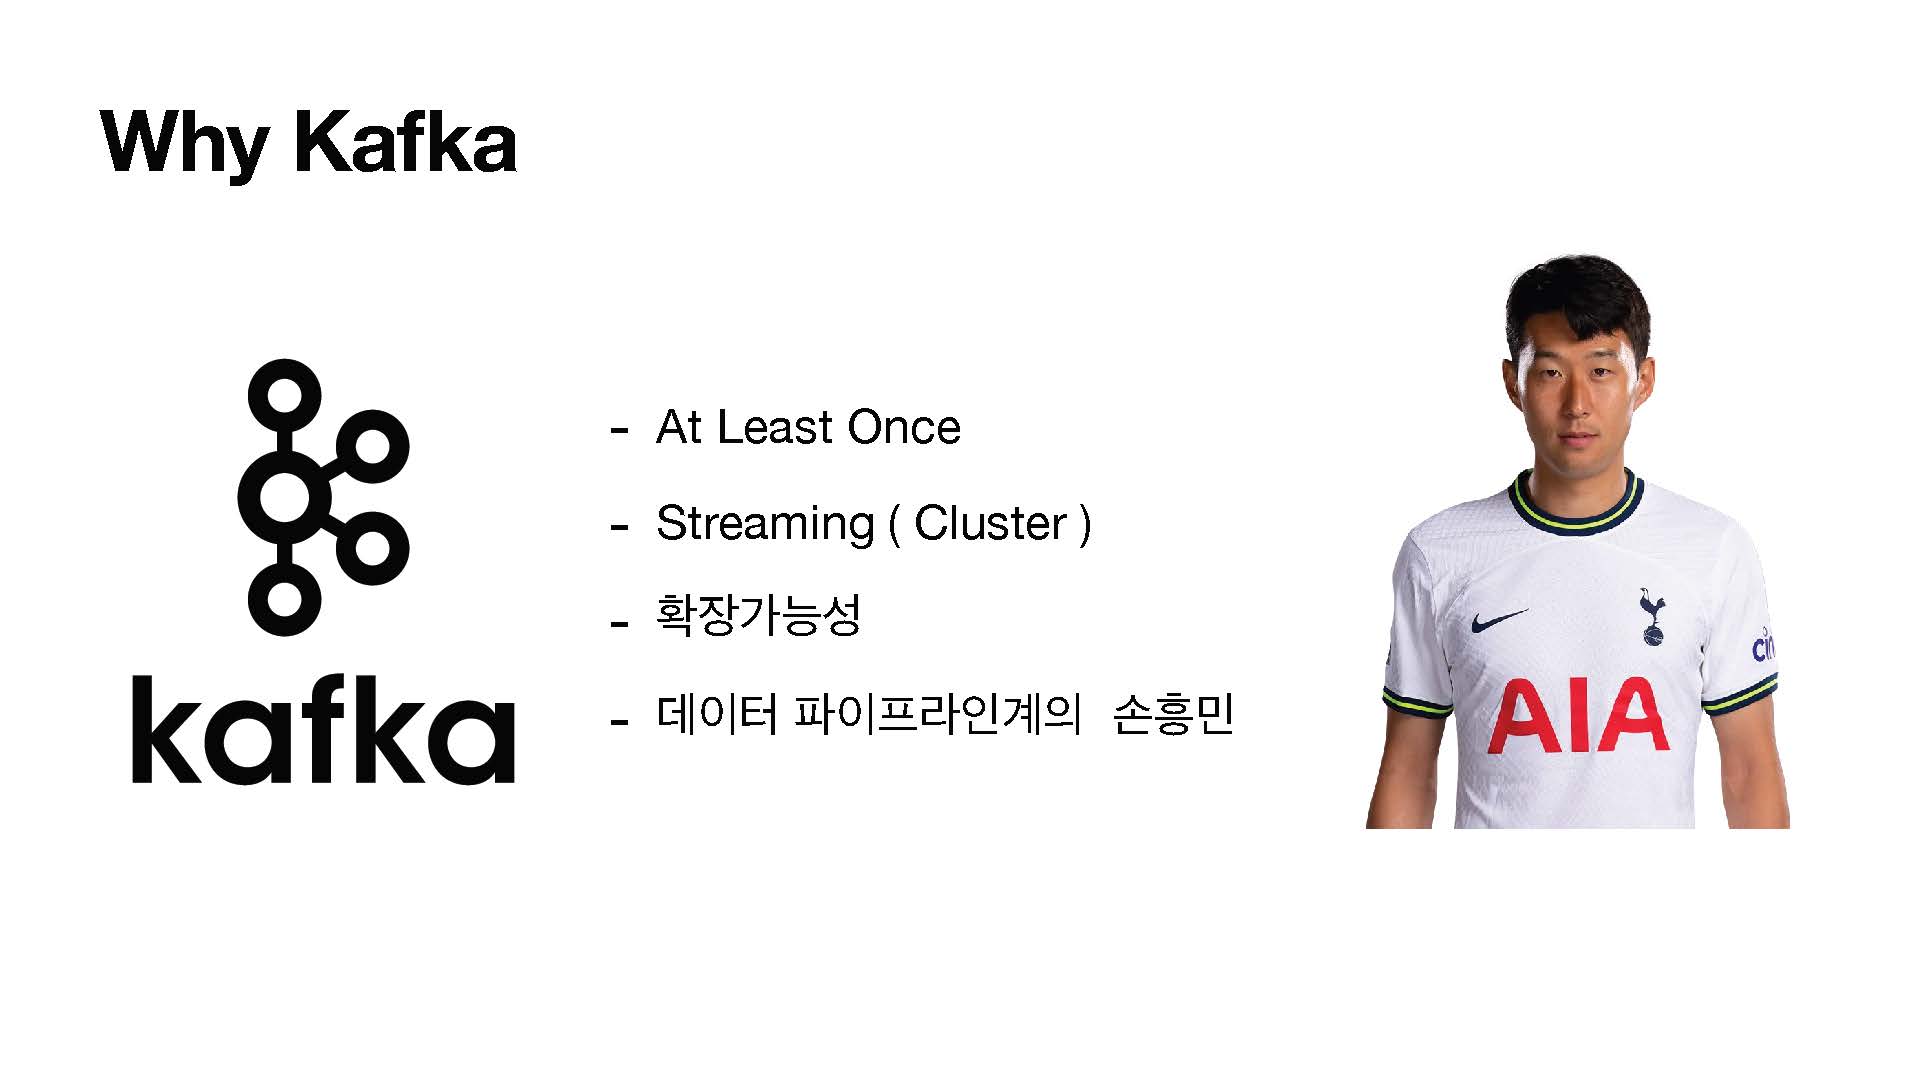 Why Kafka
- At Least Once
- Streaming ( Cluster )
- 확장가능성
- 데이터 파이프라인계의 손흥민
kafka
AIA